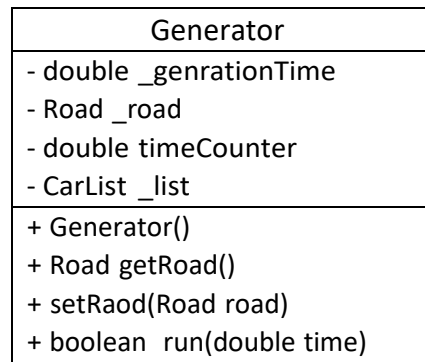 Generator
- double _genrationTime
- Road _road
- double timeCounter
- CarList _list
+ Generator()
+ Road getRoad()
+ setRaod(Road road)
+ boolean run(double time)